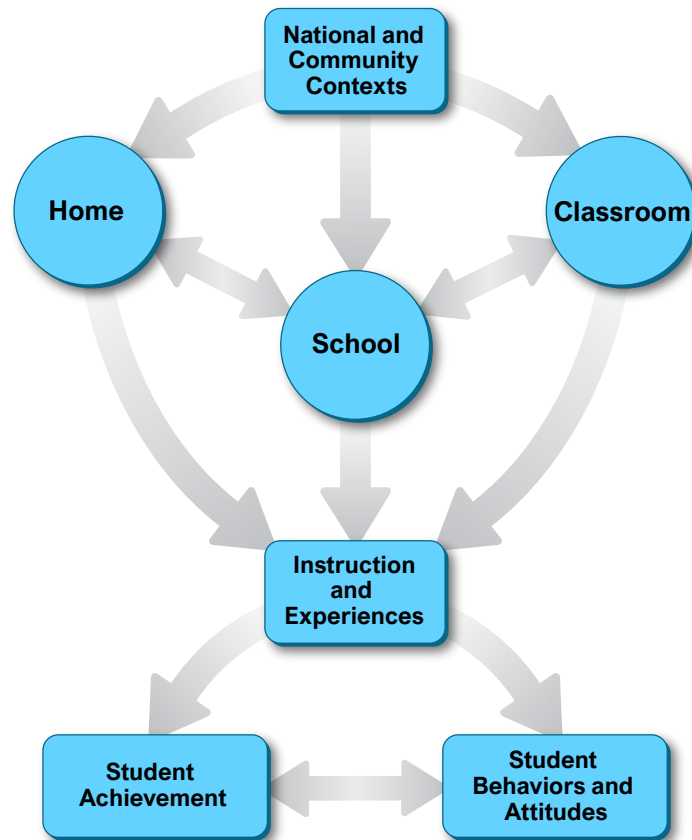 National and
Community
Contexts
Home
Classroom
School
Instruction
and
Experiences
Student
Achievement
Student
Behaviors and
Attitudes